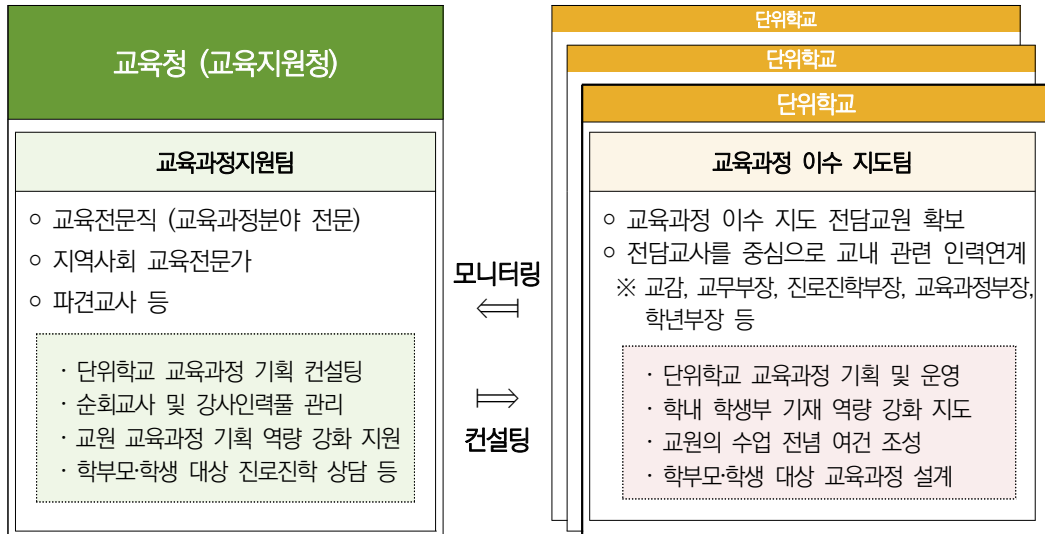 교육청 (교육지원청)
교육과정지원팀
○ 교육전문직 (교육과정분야 전문)
○ 지역사회 교육전문가
○ 파견교사 등
· 단위학교 교육과정 기획 컨설팅
· 순회교사 및 강사인력풀 관리
· 교원 교육과정 기획 역량 강화 지원
· 학부모·학생 대상 진로진학 상담 등
모니터링
⇐
⇒
컨설팅
단위학교
단위학교
단위학교
교육과정 이수 지도팀
○ 교육과정 이수 지도 전담교원 확보
○ 전담교사를 중심으로 교내 관련 인력연계
※ 교감, 교무부장, 진로진학부장, 교육과정부장,
학년부장 등
· 단위학교 교육과정 기획 및 운영
· 학내 학생부 기재 역량 강화 지도
· 교원의 수업 전념 여건 조성
· 학부모·학생 대상 교육과정 설계